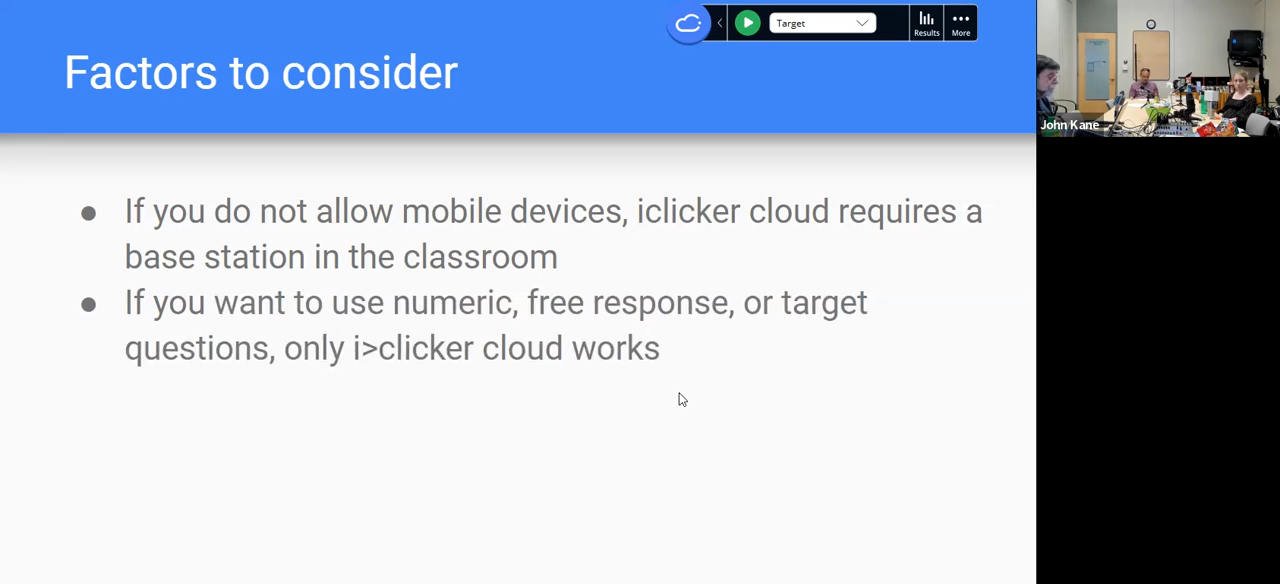 Target
Results
More
Factors to consider
John Kane
● If you do not allow mobile devices, iclicker cloud requires a
base station in the classroom
● If you want to use numeric, free response, or target
questions, only i>clicker cloud works